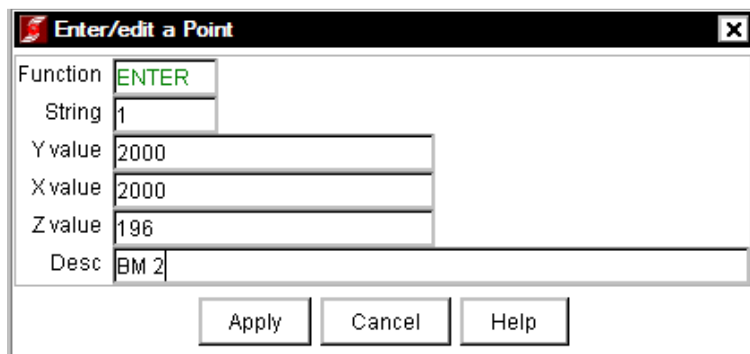 Enter/edit a Point
Function ENTER
String 1
Y value 2000
X value 2000
Z value 196
Desc BM 2
Apply Cancel Help